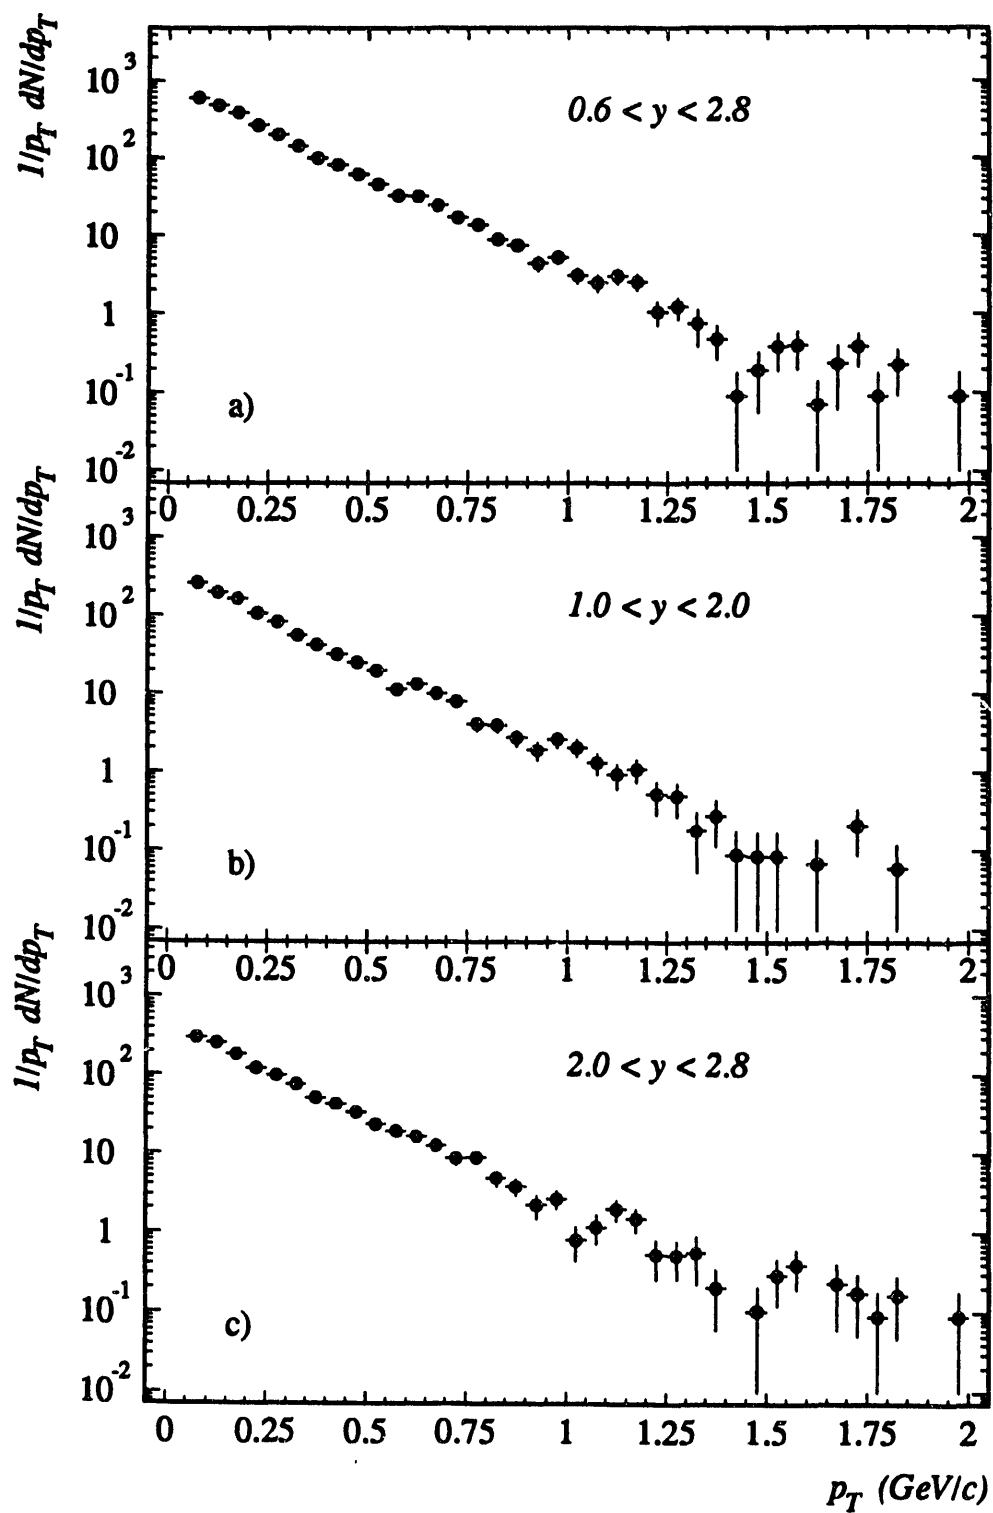 1/p_T dN/dp_T
10^3
10^2
10
1
10^-1
10^-2
0.6 < y < 2.8
a)
0 0.25 0.5 0.75 1 1.25 1.5 1.75 2
1/p_T dN/dp_T
10^3
10^2
10
1
10^-1
10^-2
1.0 < y < 2.0
b)
0 0.25 0.5 0.75 1 1.25 1.5 1.75 2
1/p_T dN/dp_T
10^3
10^2
10
1
10^-1
10^-2
2.0 < y < 2.8
c)
0 0.25 0.5 0.75 1 1.25 1.5 1.75 2
p_T (GeV/c)